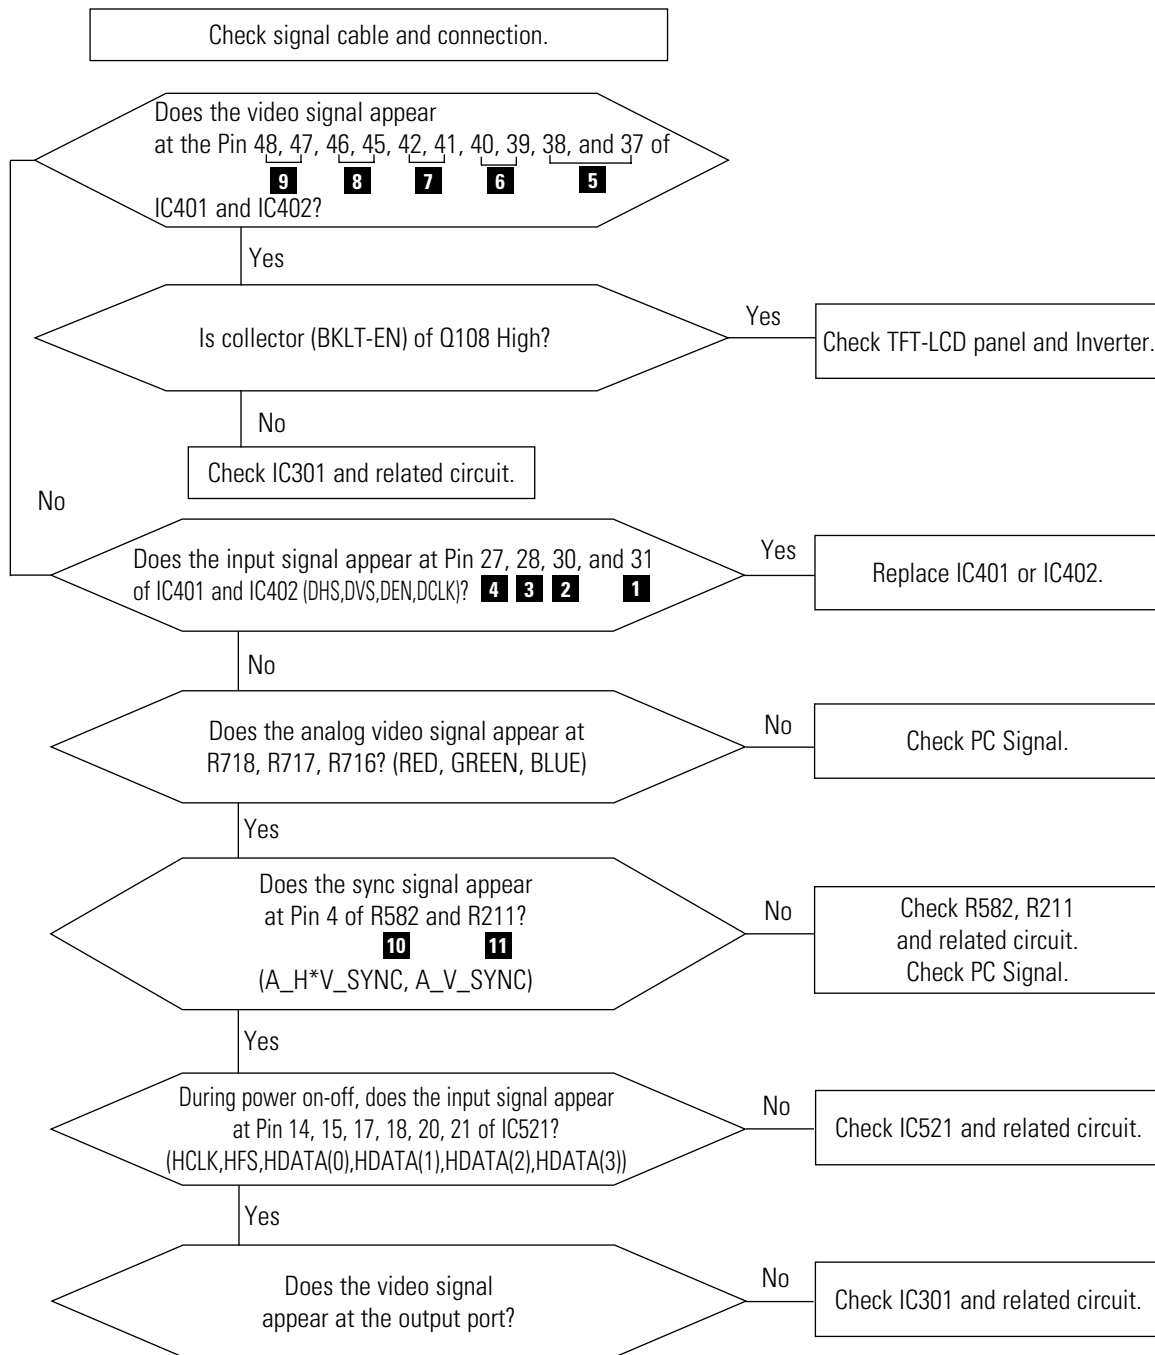 Check signal cable and connection.
Does the video signal appear
at the Pin 48, 47, 46, 45, 42, 41, 40, 39, 38, and 37 of
9 8 7 6 5
IC401 and IC402?
Yes
Is collector (BKLT-EN) of Q108 High?
Yes
Check TFT-LCD panel and Inverter.
No
Check IC301 and related circuit.
No
Does the input signal appear at Pin 27, 28, 30, and 31
of IC401 and IC402 (DHS,DVS,DEN,DCLK)? 4 3 2 1
Yes
Replace IC401 or IC402.
No
Does the analog video signal appear at
R718, R717, R716? (RED, GREEN, BLUE)
No
Check PC Signal.
Yes
Does the sync signal appear
at Pin 4 of R582 and R211?
10 11
(A_H*V_SYNC, A_V_SYNC)
No
Check R582, R211
and related circuit.
Check PC Signal.
Yes
During power on-off, does the input signal appear
at Pin 14, 15, 17, 18, 20, 21 of IC521?
(HCLK,HFS,HDATA(0),HDATA(1),HDATA(2),HDATA(3))
No
Check IC521 and related circuit.
Yes
Does the video signal
appear at the output port?
No
Check IC301 and related circuit.